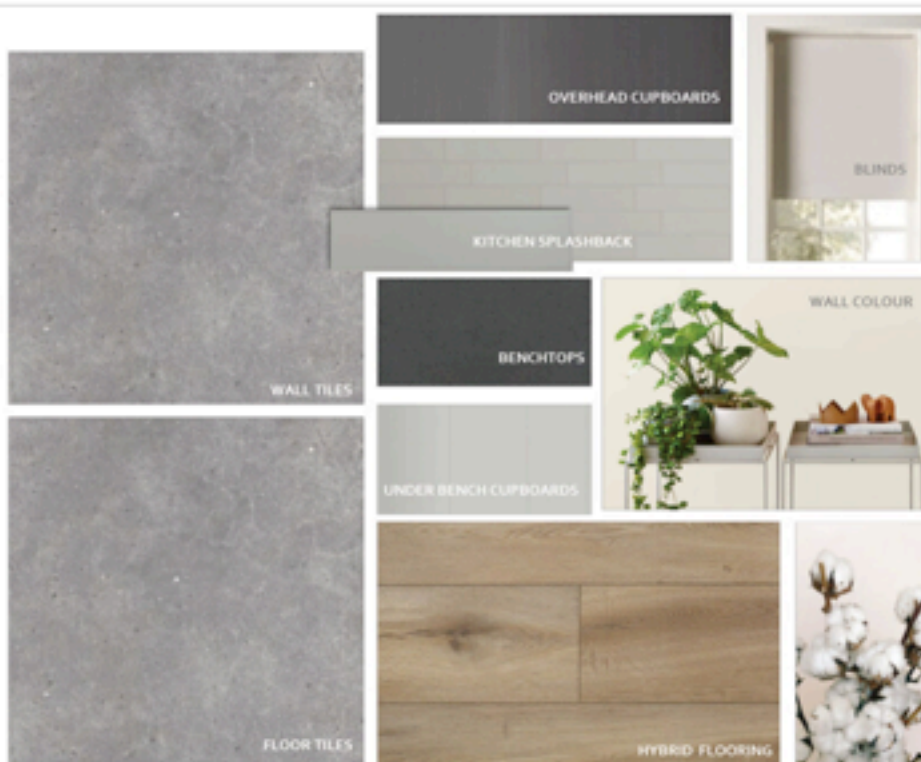 OVERHEAD CUPBOARDS
BLINDS
KITCHEN SPLASHBACK
WALL COLOUR
BENCHTOPS
WALL TILES
UNDER BENCH CUPBOARDS
FLOOR TILES
HYBRID FLOORING